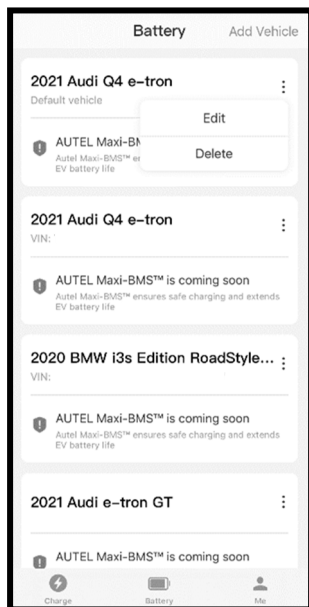 Battery
Add Vehicle
2021 Audi Q4 e-tron
Default vehicle
Edit
Delete
AUTEL Maxi-BM
Autel Maxi-BMS™ er
EV battery life
2021 Audi Q4 e-tron
VIN:
AUTEL Maxi-BMS™ is coming soon
Autel Maxi-BMS™ ensures safe charging and extends
EV battery life
2020 BMW i3s Edition RoadStyle...
VIN:
AUTEL Maxi-BMS™ is coming soon
Autel Maxi-BMS™ ensures safe charging and extends
EV battery life
2021 Audi e-tron GT
AUTEL Maxi-BMS™ is coming soon
Charge
Battery
Me